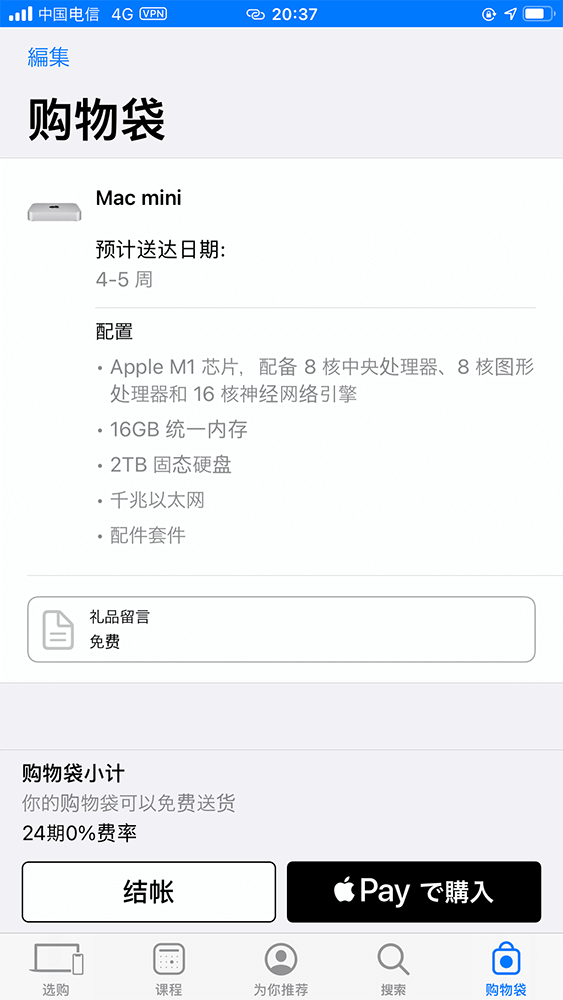 中国电信 4G VPN 20:37
編集
购物袋
Mac mini
预计送达日期:
4-5 周
配置
• Apple M1 芯片，配备 8 核中央处理器、8 核图形
处理器和 16 核神经网络引擎
• 16GB 统一内存
• 2TB 固态硬盘
• 千兆以太网
• 配件套件
礼品留言
免费
购物袋小计
你的购物袋可以免费送货
24期0%费率
结帐
Pay で購入
选购 课程 为你推荐 搜索 购物袋